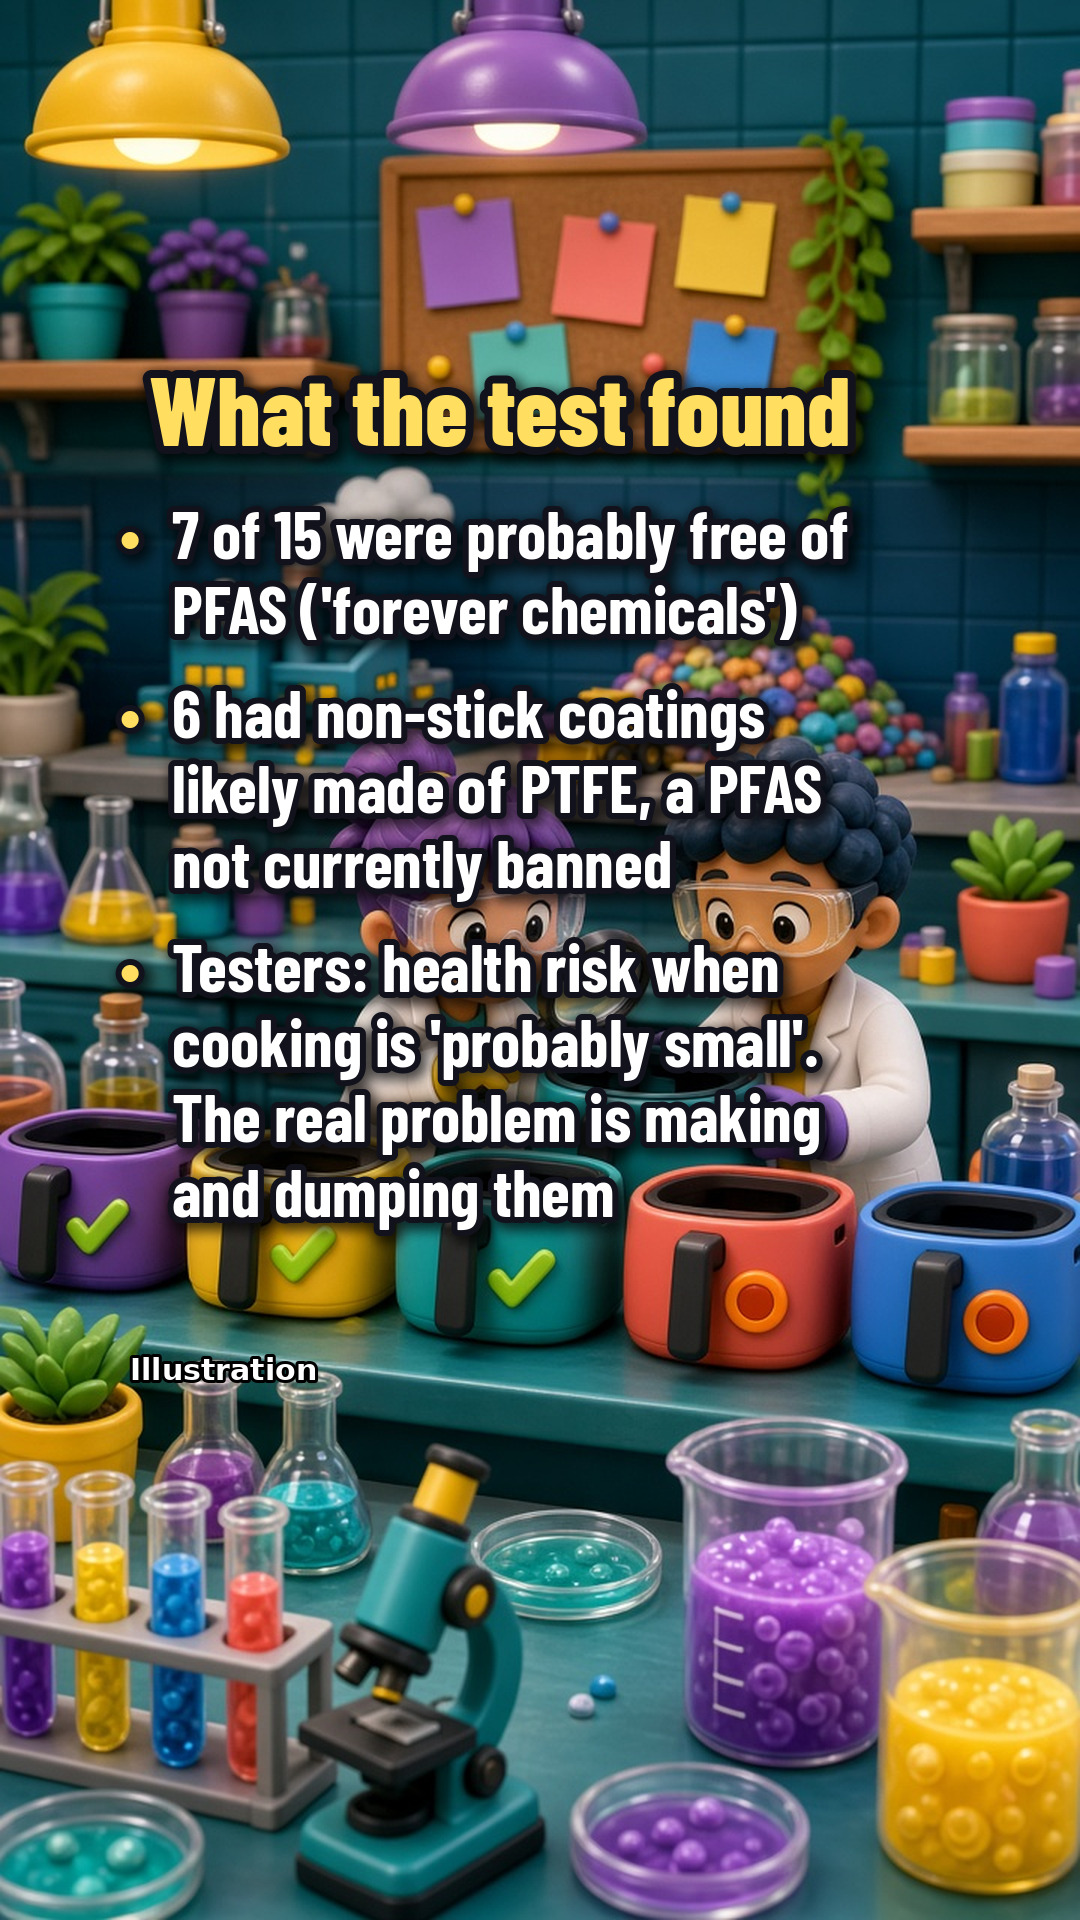 What the test found
• 7 of 15 were probably free of
PFAS ('forever chemicals')
• 6 had non-stick coatings
likely made of PTFE, a PFAS
not currently banned
• Testers: health risk when
cooking is 'probably small'.
The real problem is making
and dumping them
Illustration